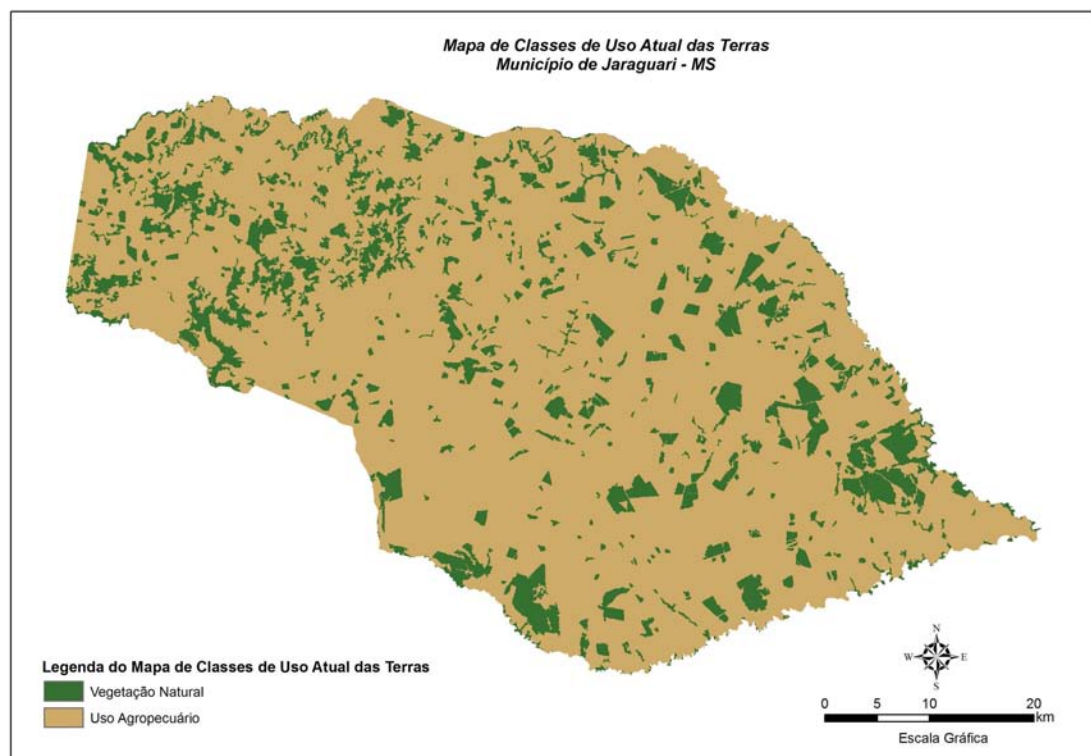 Mapa de Classes de Uso Atual das Terras
Município de Jaraguari - MS
N
W E
S
Legenda do Mapa de Classes de Uso Atual das Terras
Vegetação Natural
Uso Agropecuário
0 5 10 20
km
Escala Gráfica